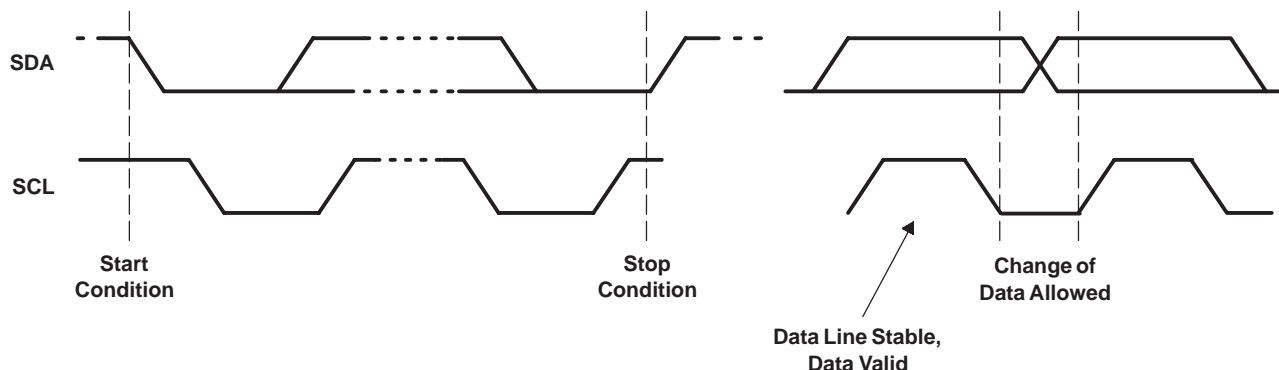 SDA
SCL
Start
Condition
Stop
Condition
Change of
Data Allowed
Data Line Stable,
Data Valid